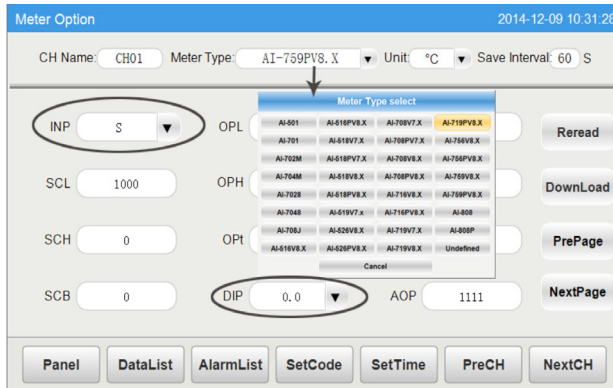 Meter Option 2014-12-09 10:31:26
CH Name: CH01 Meter Type: AI-759PV8.X Unit: °C Save Interval: 60 S
Meter Type select
AI-501 AI-516PV8.X AI-708V7.X AI-719PV8.X
AI-701 AI-518V7.X AI-708PV7.X AI-756V8.X
AI-702M AI-518PV7.X AI-708V8.X AI-756PV8.X
AI-704M AI-518V8.X AI-708PV8.X AI-759V8.X
AI-7028 AI-518PV8.X AI-716V8.X AI-759PV8.X
AI-7048 AI-519V7.x AI-716PV8.X AI-808
AI-708J AI-526V8.X AI-719V7.X AI-808P
AI-516V8.X AI-526PV8.X AI-719V8.X Undefined
Cancel
INP S OPL Reread
SCL 1000 OPH DownLoad
SCH 0 OPt PrePage
SCB 0 DIP 0.0 AOP 1111 NextPage
Panel DataList AlarmList SetCode SetTime PreCH NextCH